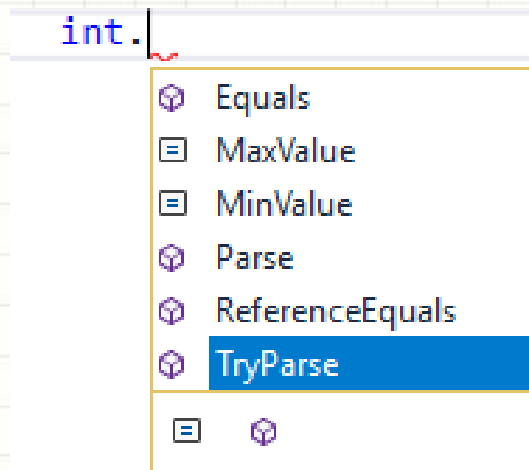 int.
Equals
MaxValue
MinValue
Parse
ReferenceEquals
TryParse